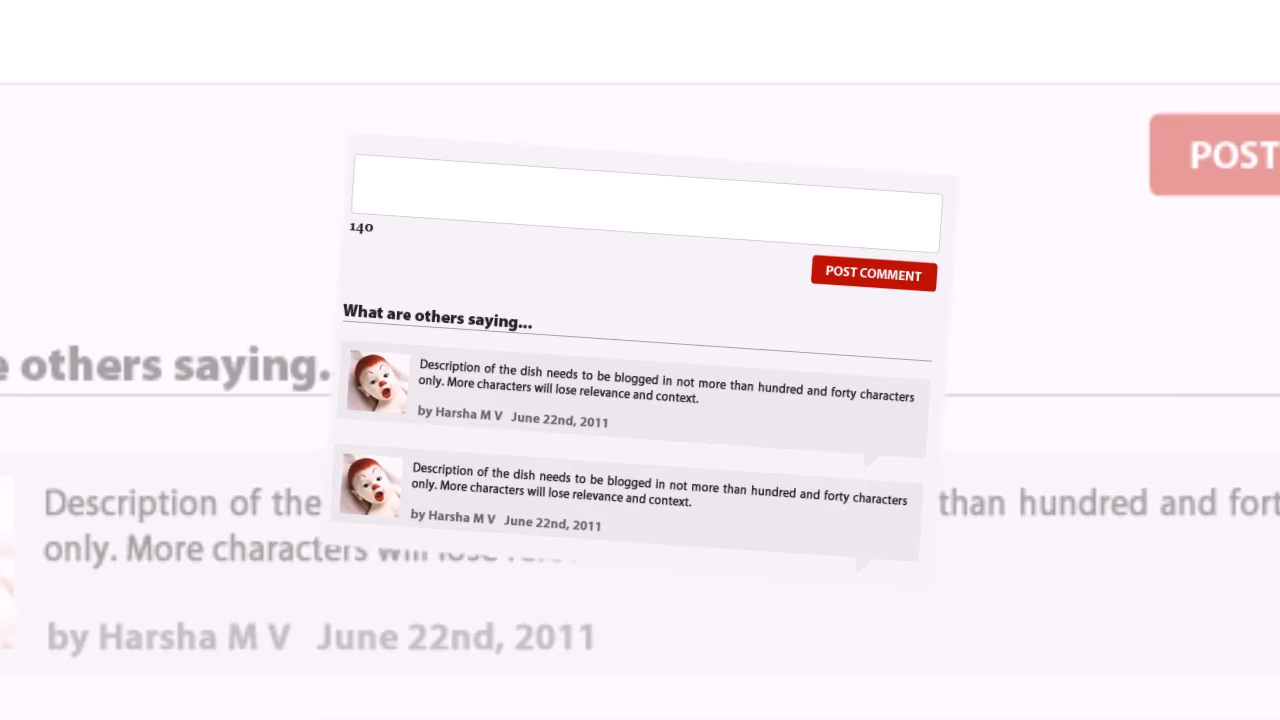 POST
140
POST COMMENT
What are others saying...
Description of the dish needs to be blogged in not more than hundred and forty characters
only. More characters will lose relevance and context.
by Harsha M V June 22nd, 2011
Description of the dish needs to be blogged in not more than hundred and forty characters
only. More characters will lose relevance and context.
by Harsha M V June 22nd, 2011
others saying.
Description of the than hundred and fort
only. More characters will lose
by Harsha M V June 22nd, 2011